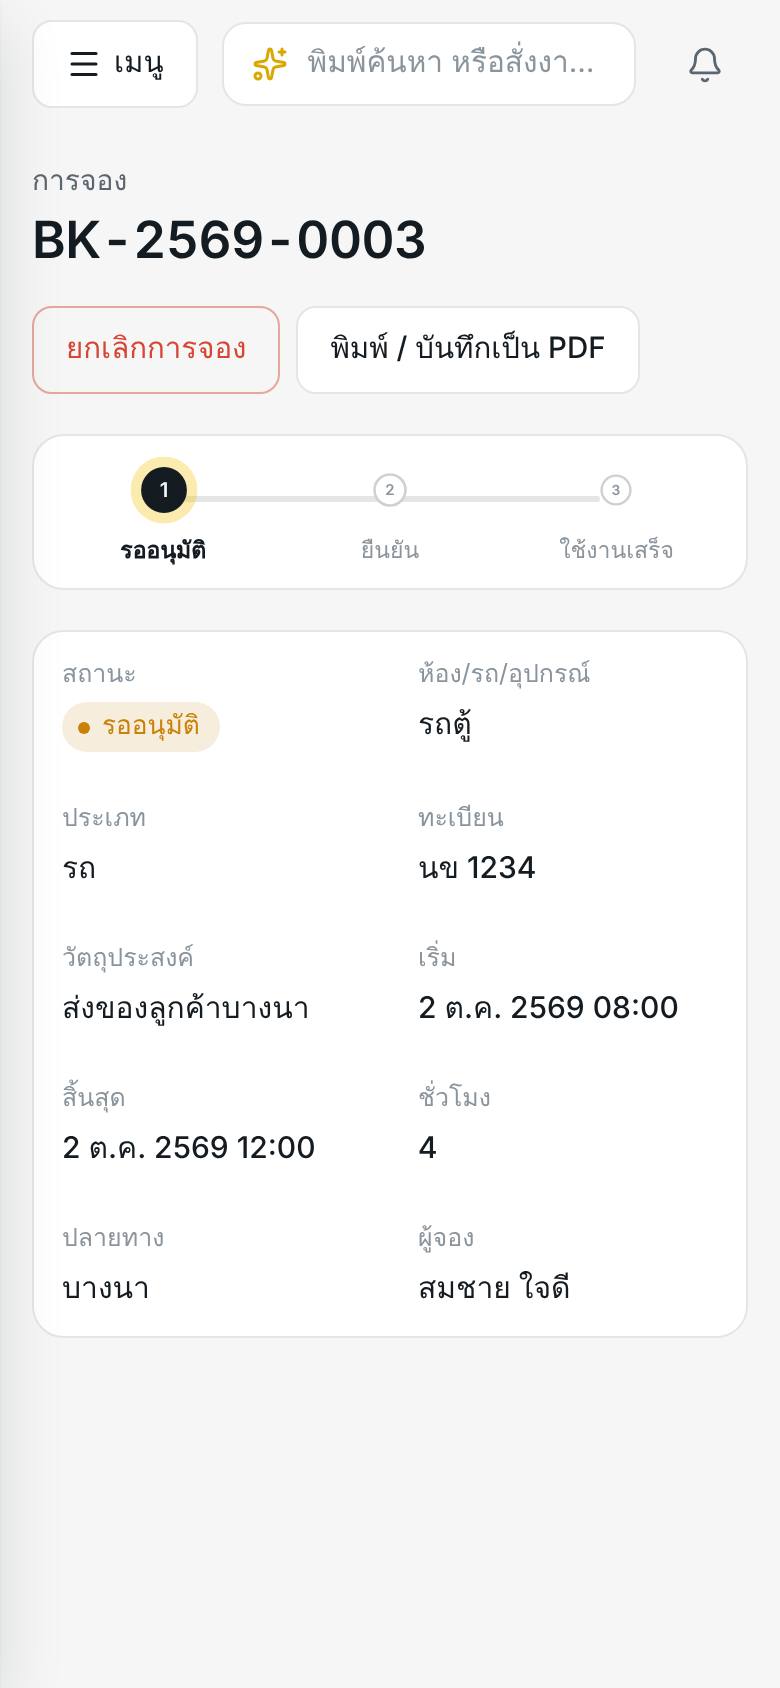 เมนู
พิมพ์ค้นหา หรือสั่งงา...
การจอง
BK-2569-0003
ยกเลิกการจอง
พิมพ์ / บันทึกเป็น PDF
1
2
3
รออนุมัติ
ยืนยัน
ใช้งานเสร็จ
สถานะ
ห้อง/รถ/อุปกรณ์
รออนุมัติ
รถตู้
ประเภท
ทะเบียน
รถ
นข 1234
วัตถุประสงค์
เริ่ม
ส่งของลูกค้าบางนา
2 ต.ค. 2569 08:00
สิ้นสุด
ชั่วโมง
2 ต.ค. 2569 12:00
4
ปลายทาง
ผู้จอง
บางนา
สมชาย ใจดี